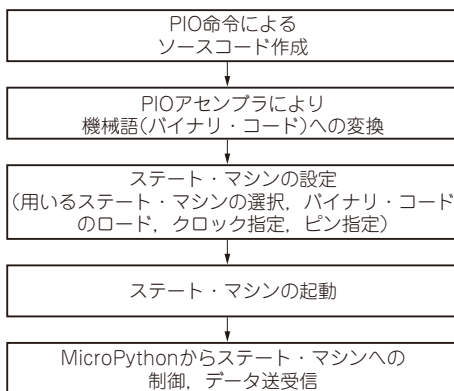 PIO命令による
ソースコード作成
PIOアセンブラにより
機械語(バイナリ・コード)への変換
ステート・マシンの設定
(用いるステート・マシンの選択，バイナリ・コード
のロード，クロック指定，ピン指定)
ステート・マシンの起動
MicroPythonからステート・マシンへの
制御，データ送受信